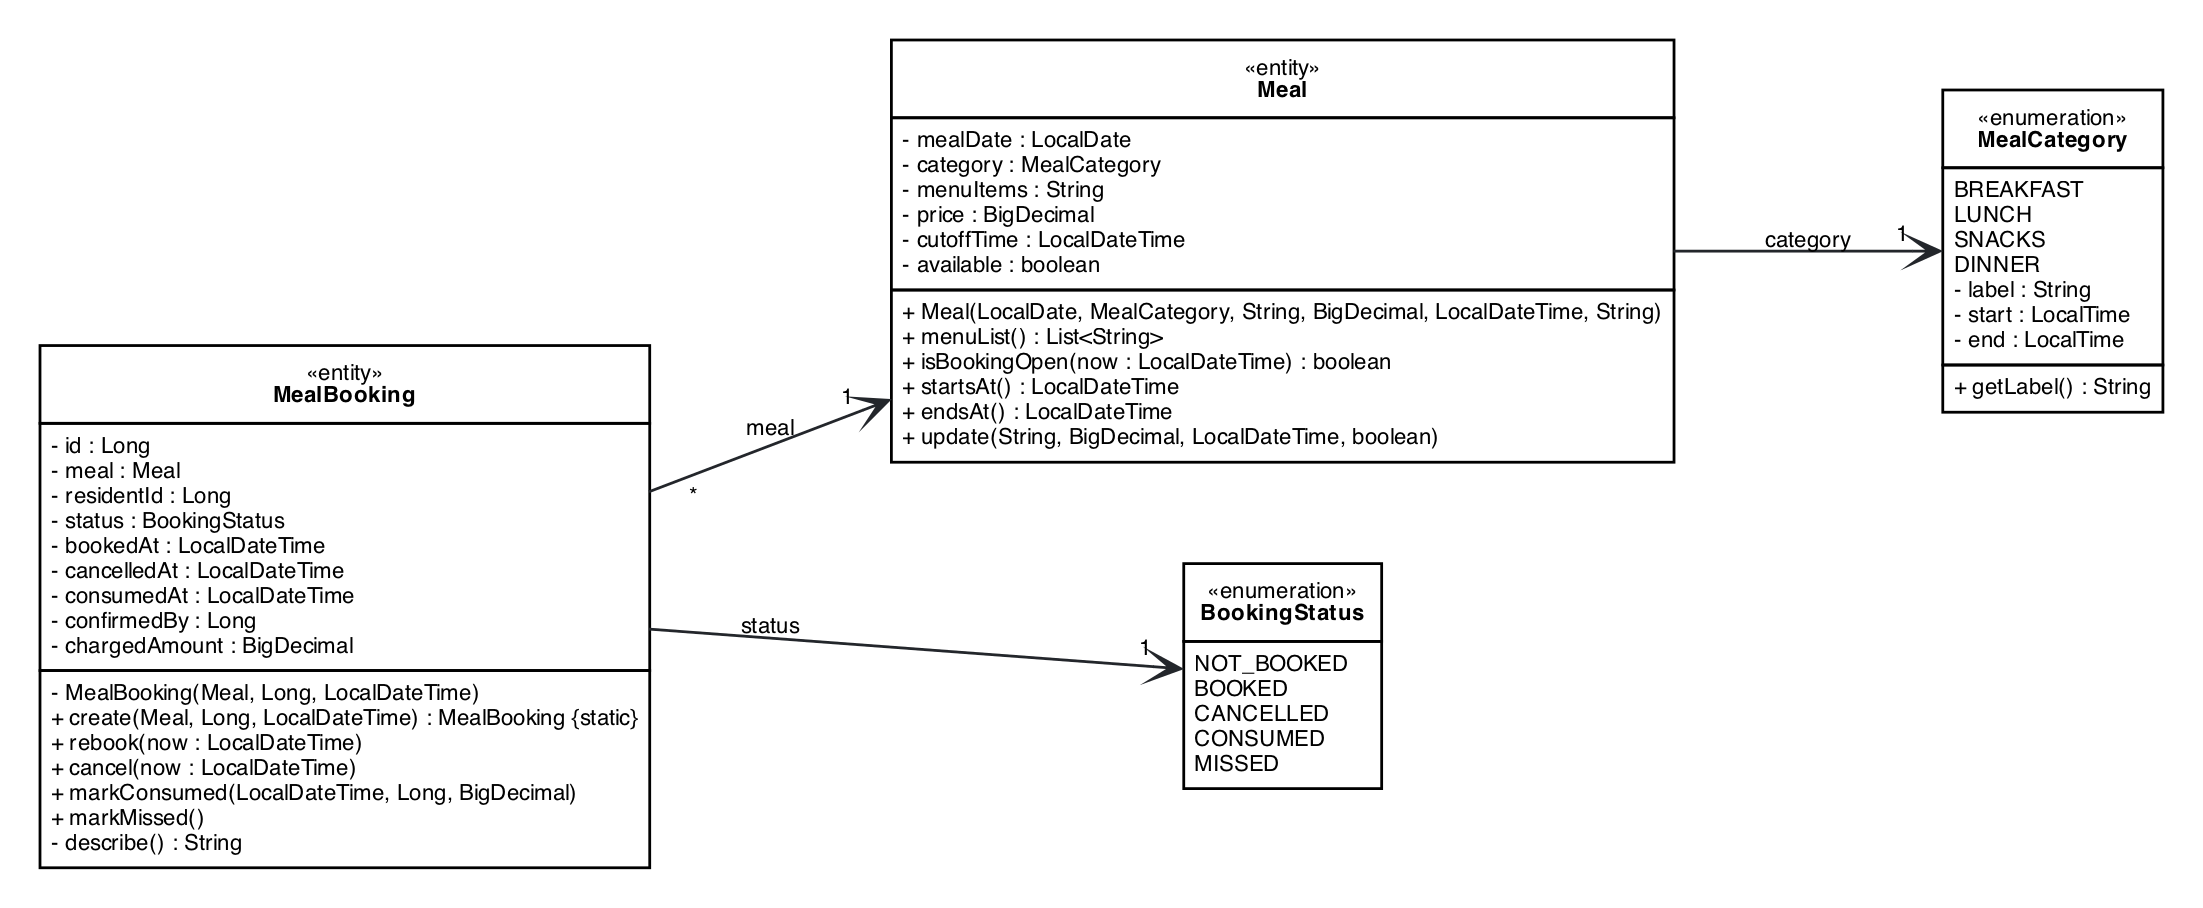 «entity»
Meal
- mealDate : LocalDate
- category : MealCategory
- menuItems : String
- price : BigDecimal
- cutoffTime : LocalDateTime
- available : boolean
+ Meal(LocalDate, MealCategory, String, BigDecimal, LocalDateTime, String)
+ menuList() : List<String>
+ isBookingOpen(now : LocalDateTime) : boolean
+ startsAt() : LocalDateTime
+ endsAt() : LocalDateTime
+ update(String, BigDecimal, LocalDateTime, boolean)
category
1
«enumeration»
MealCategory
BREAKFAST
LUNCH
SNACKS
DINNER
- label : String
- start : LocalTime
- end : LocalTime
+ getLabel() : String
«entity»
MealBooking
- id : Long
- meal : Meal
- residentId : Long
- status : BookingStatus
- bookedAt : LocalDateTime
- cancelledAt : LocalDateTime
- consumedAt : LocalDateTime
- confirmedBy : Long
- chargedAmount : BigDecimal
- MealBooking(Meal, Long, LocalDateTime)
+ create(Meal, Long, LocalDateTime) : MealBooking {static}
+ rebook(now : LocalDateTime)
+ cancel(now : LocalDateTime)
+ markConsumed(LocalDateTime, Long, BigDecimal)
+ markMissed()
- describe() : String
meal
1
*
status
1
«enumeration»
BookingStatus
NOT_BOOKED
BOOKED
CANCELLED
CONSUMED
MISSED